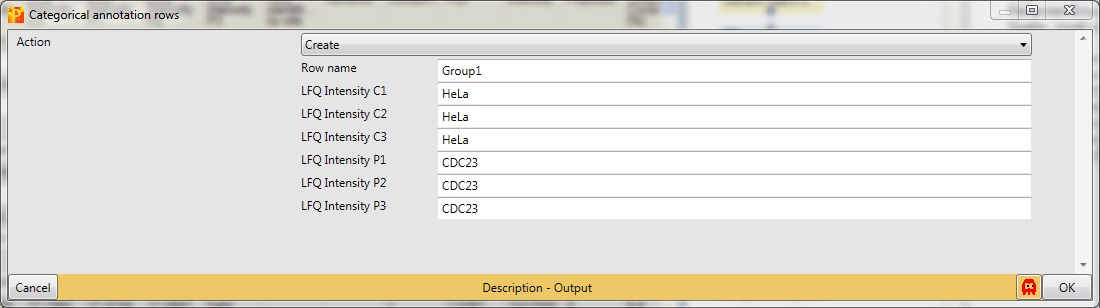 Categorical annotation rows
Action
Create
Row name
Group1
LFQ Intensity C1
HeLa
LFQ Intensity C2
HeLa
LFQ Intensity C3
HeLa
LFQ Intensity P1
CDC23
LFQ Intensity P2
CDC23
LFQ Intensity P3
CDC23
Cancel
Description - Output
OK